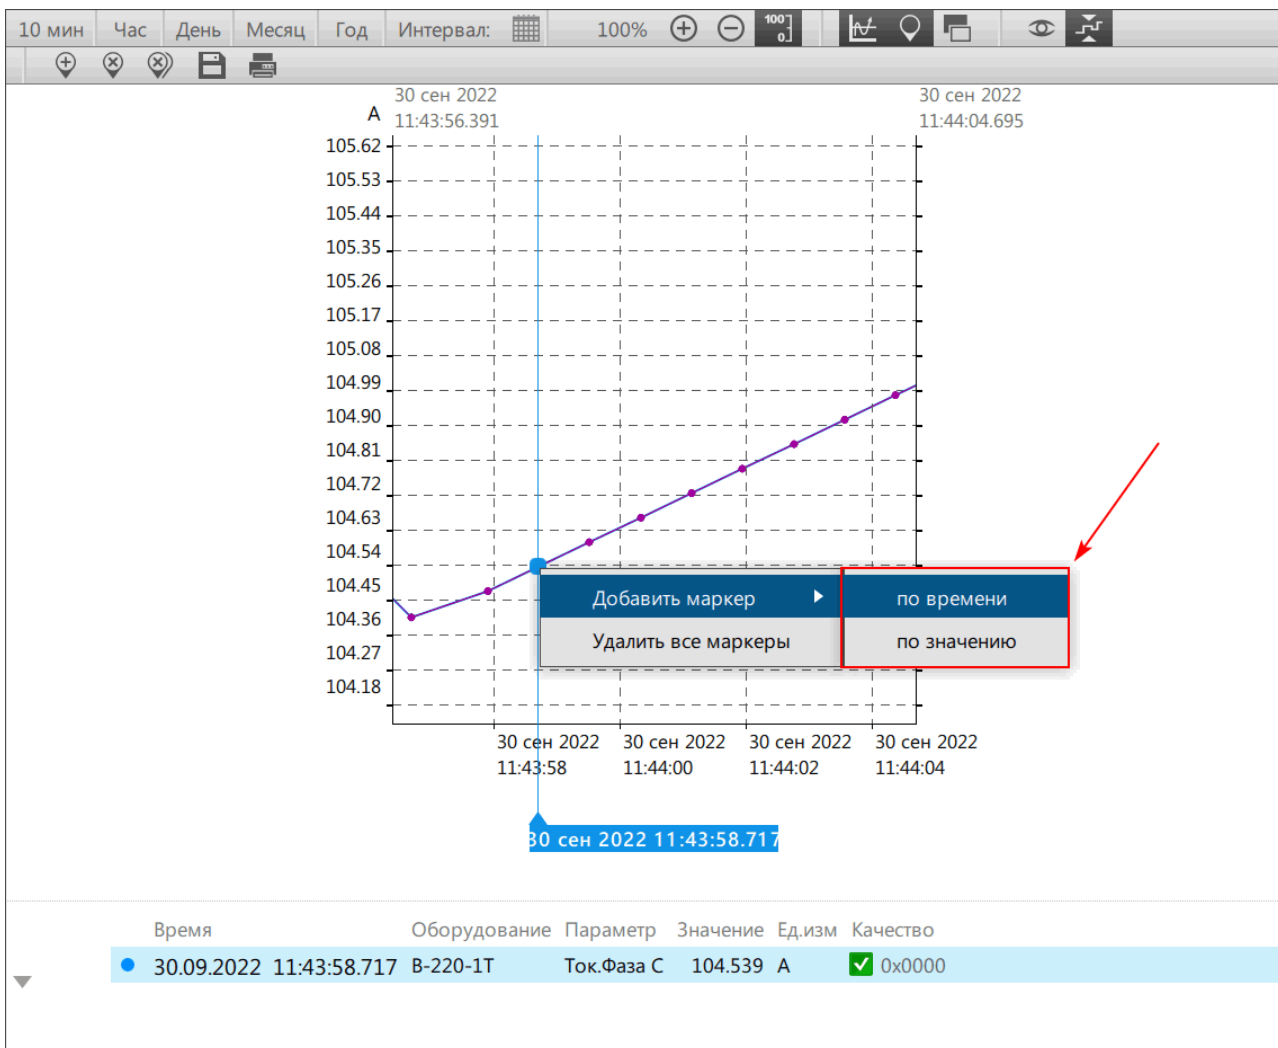 10 мин Час День Месяц Год Интервал: 100% 100 0
30 сен 2022 30 сен 2022
А 11:43:56.391 11:44:04.695
105.62
105.53
105.44
105.35
105.26
105.17
105.08
104.99
104.90
104.81
104.72
104.63
104.54
104.45
Добавить маркер по времени
104.36
Удалить все маркеры по значению
104.27
104.18
30 сен 2022 30 сен 2022 30 сен 2022 30 сен 2022
11:43:58 11:44:00 11:44:02 11:44:04
30 сен 2022 11:43:58.717
Время Оборудование Параметр Значение Ед.изм Качество
30.09.2022 11:43:58.717 В-220-1Т Ток.Фаза С 104.539 А 0x0000